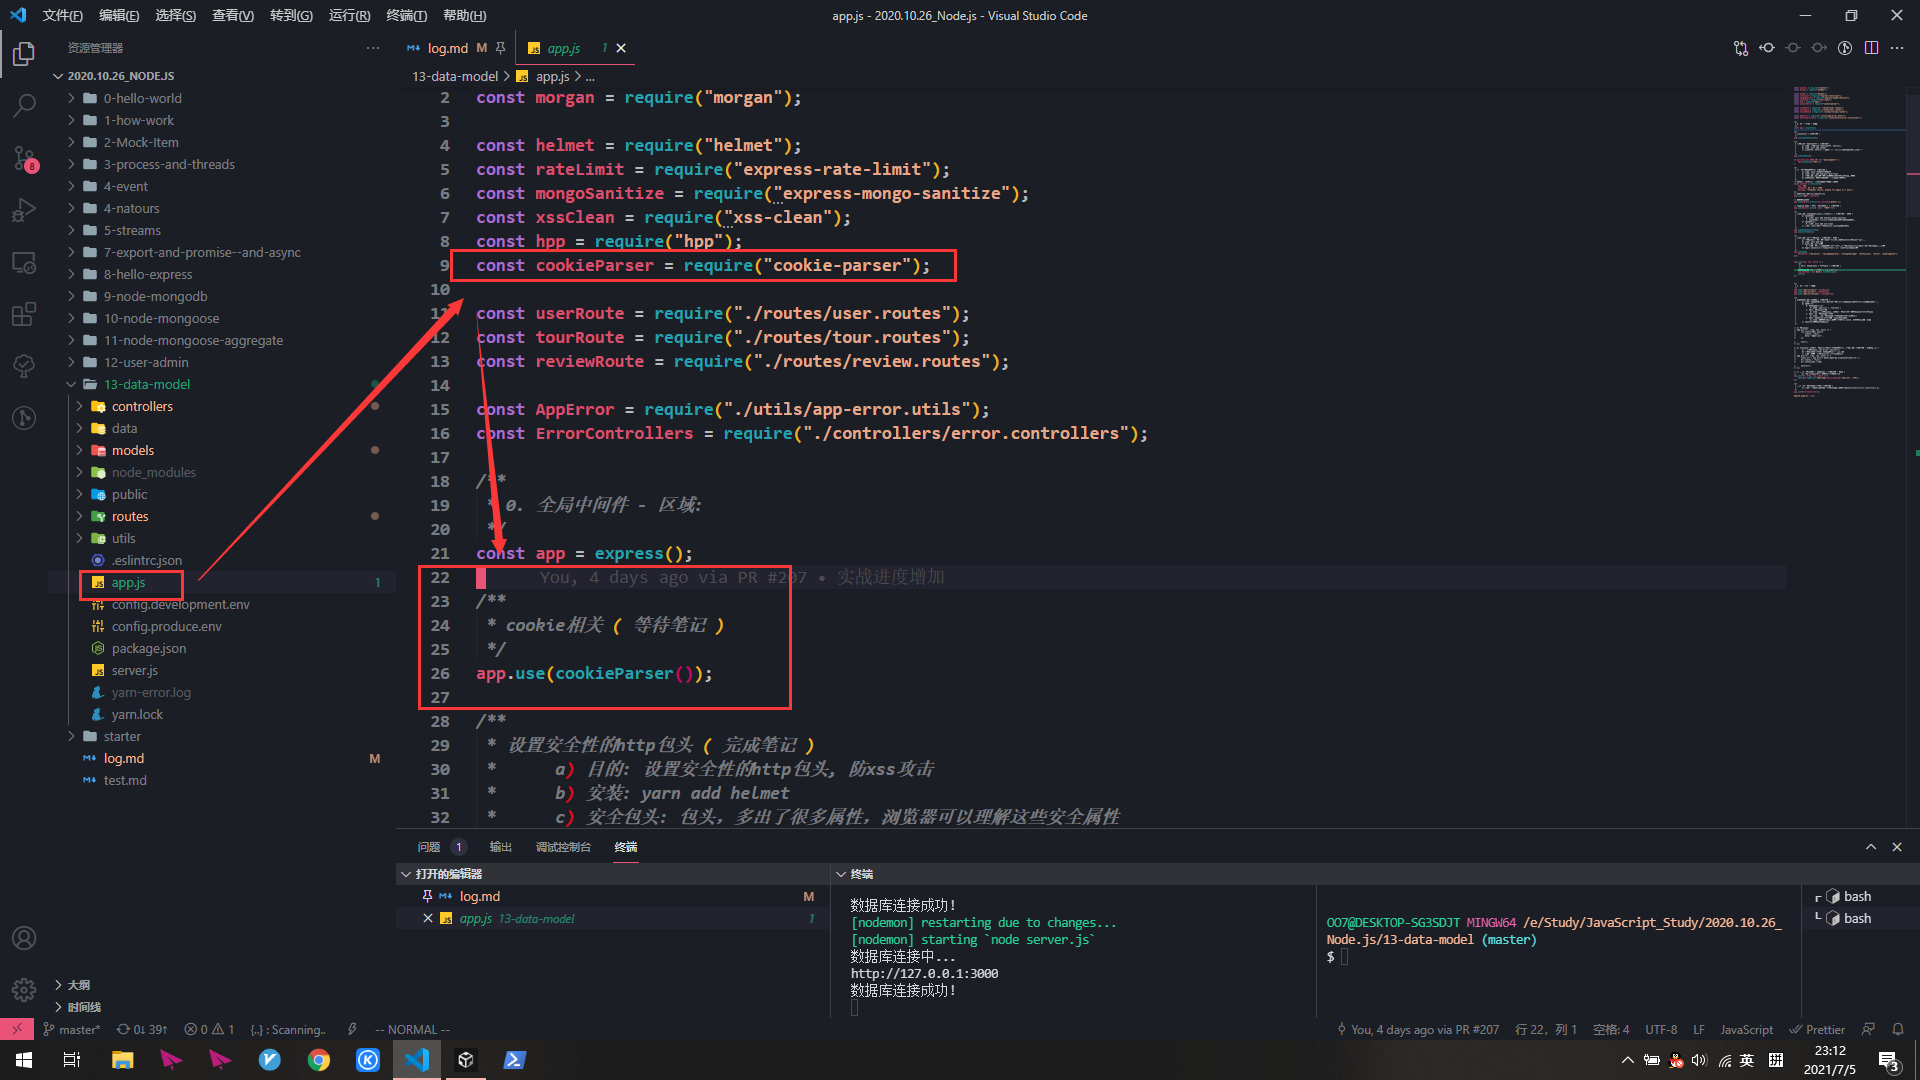 文件(F) 编辑(E) 选择(S) 查看(V) 转到(G) 运行(R) 终端(T) 帮助(H)
app.js - 2020.10.26_Node.js - Visual Studio Code
资源管理器
2020.10.26_NODE.JS
0-hello-world
1-how-work
2-Mock-Item
3-process-and-threads
4-event
4-natours
5-streams
7-export-and-promise--and-async
8-hello-express
9-node-mongodb
10-node-mongoose
11-node-mongoose-aggregate
12-user-admin
13-data-model
controllers
data
models
node_modules
public
routes
utils
.eslintrc.json
app.js 1
config.development.env
config.produce.env
package.json
server.js
yarn-error.log
yarn.lock
starter
log.md M
test.md
大纲
时间线
8
log.md M
app.js 1
13-data-model > app.js > ...
2 const morgan = require("morgan");
3
4 const helmet = require("helmet");
5 const rateLimit = require("express-rate-limit");
6 const mongoSanitize = require("express-mongo-sanitize");
7 const xssClean = require("xss-clean");
8 const hpp = require("hpp");
9 const cookieParser = require("cookie-parser");
10
11 const userRoute = require("./routes/user.routes");
12 const tourRoute = require("./routes/tour.routes");
13 const reviewRoute = require("./routes/review.routes");
14
15 const AppError = require("./utils/app-error.utils");
16 const ErrorControllers = require("./controllers/error.controllers");
17
18 /**
19 * 0. 全局中间件 - 区域:
20 */
21 const app = express();
22 You, 4 days ago via PR #207 • 实战进度增加
23 /**
24 * cookie相关 ( 等待笔记 )
25 */
26 app.use(cookieParser());
27
28 /**
29 * 设置安全性的http包头 ( 完成笔记 )
30 * a) 目的: 设置安全性的http包头, 防xss攻击
31 * b) 安装: yarn add helmet
32 * c) 安全包头: 包头，多出了很多属性，浏览器可以理解这些安全属性
问题 1 输出 调试控制台 终端
打开的编辑器
log.md M
app.js 13-data-model 1
终端
数据库连接成功!
[nodemon] restarting due to changes...
[nodemon] starting `node server.js`
数据库连接中...
http://127.0.0.1:3000
数据库连接成功!
OO7@DESKTOP-SG3SDJT MINGW64 /e/Study/JavaScript_Study/2020.10.26_
Node.js/13-data-model (master)
$
bash
bash
master* 0↓ 39↑ 0 1 {..} : Scanning.. -- NORMAL --
You, 4 days ago via PR #207 行 22，列 1 空格: 4 UTF-8 LF JavaScript Prettier
英 拼
23:12
2021/7/5
3